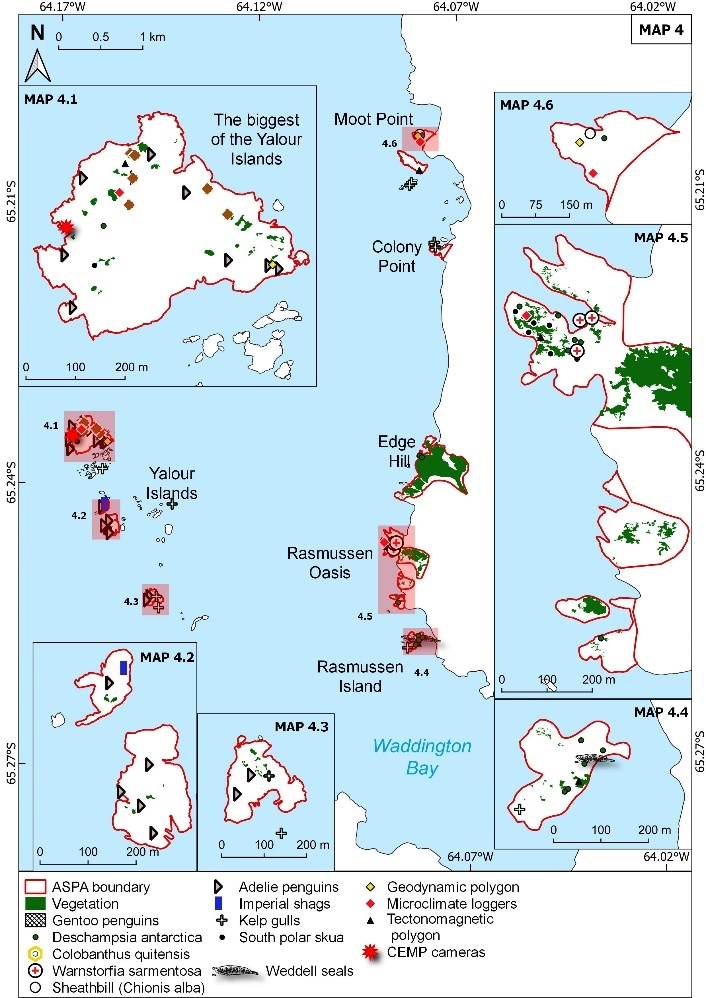 64.17°W 64.12°W 64.07°W 64.02°W
0 0.5 1 km
N
MAP 4
MAP 4.1
The biggest
of the Yalour
Islands
0 100 200 m
Moot Point
4.6
Colony
Point
MAP 4.6
0 75 150 m
65.21°S
65.21°S
MAP 4.5
0 100 200 m
4.1
4.2
4.3
Yalour
Islands
Edge
Hill
65.24°S
65.24°S
Rasmussen
Oasis
4.5
4.4
Rasmussen
Island
MAP 4.2
0 100 200 m
MAP 4.3
0 100 200 m
Waddington
Bay
MAP 4.4
0 100 200 m
65.27°S
65.27°S
64.07°W 64.02°W
ASPA boundary
Vegetation
Gentoo penguins
Deschampsia antarctica
Colobanthus quitensis
Warnstorfia sarmentosa
Sheathbill (Chionis alba)
Adelie penguins
Imperial shags
Kelp gulls
South polar skua
Weddell seals
Geodynamic polygon
Microclimate loggers
Tectonomagnetic
polygon
CEMP cameras